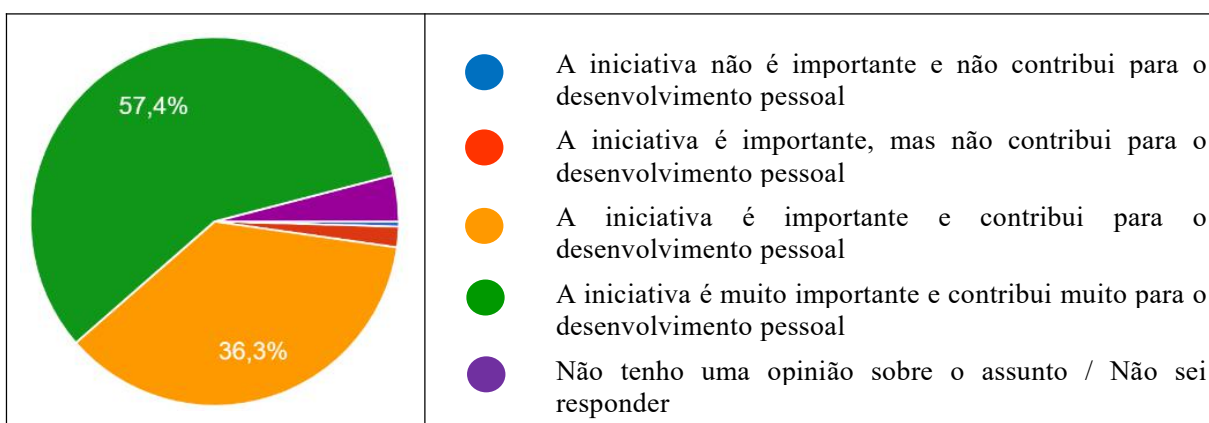 57,4%
36,3%
A iniciativa não é importante e não contribui para o
desenvolvimento pessoal
A iniciativa é importante, mas não contribui para o
desenvolvimento pessoal
A iniciativa é importante e contribui para o
desenvolvimento pessoal
A iniciativa é muito importante e contribui muito para o
desenvolvimento pessoal
Não tenho uma opinião sobre o assunto / Não sei
responder